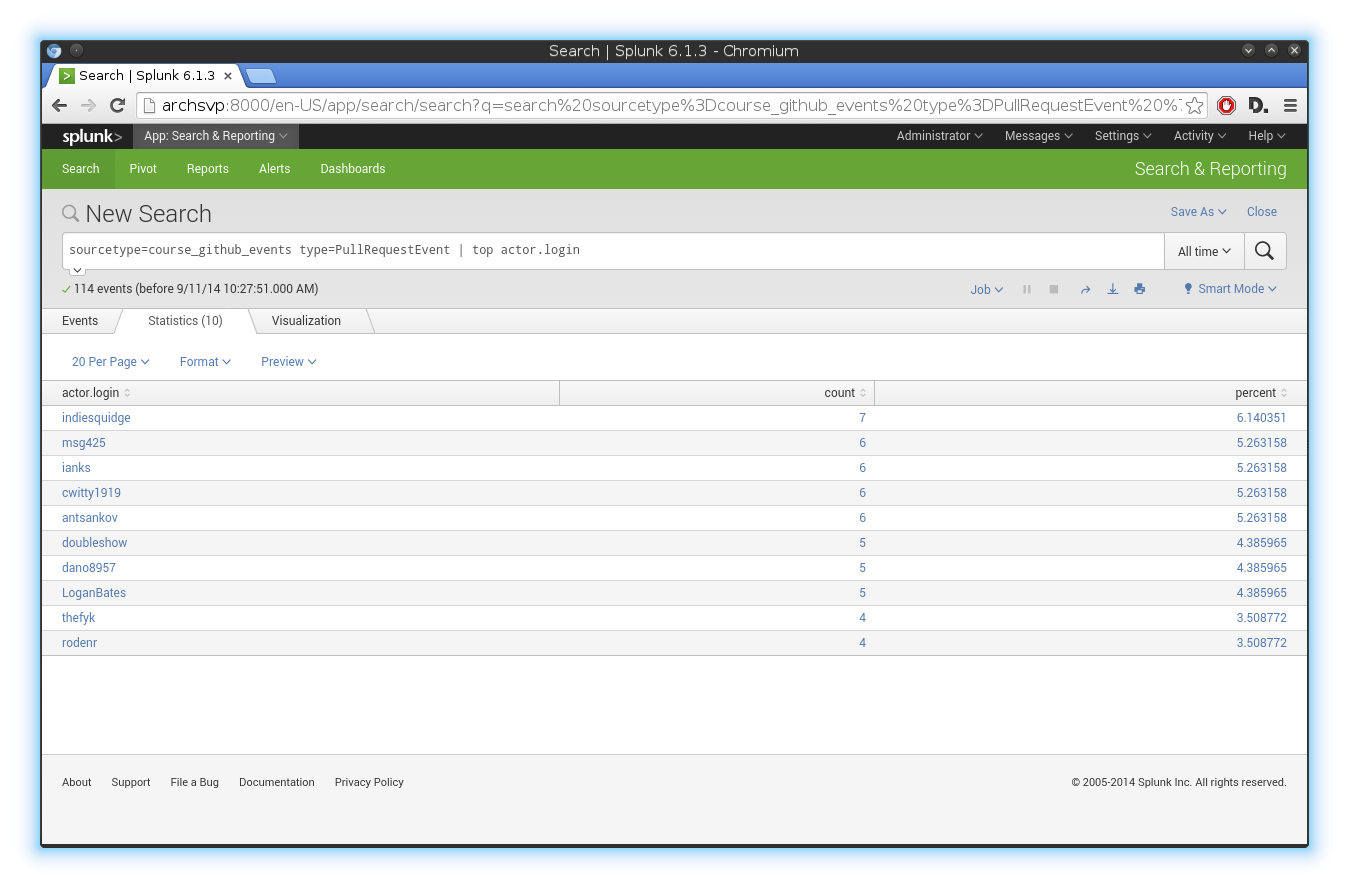 Search | Splunk 6.1.3 - Chromium
Search | Splunk 6.1.3
archsvp:8000/en-US/app/search/search?q=search%20sourcetype%3Dcourse_github_events%20type%3DPullRequestEvent%20%
splunk> App: Search & Reporting Administrator Messages Settings Activity Help
Search Pivot Reports Alerts Dashboards Search & Reporting
New Search Save As Close
sourcetype=course_github_events type=PullRequestEvent | top actor.login All time
114 events (before 9/11/14 10:27:51.000 AM) Job Smart Mode
Events Statistics (10) Visualization
20 Per Page Format Preview
actor.login count percent
indiesquidge 7 6.140351
msg425 6 5.263158
ianks 6 5.263158
cwitty1919 6 5.263158
antsankov 6 5.263158
doubleshow 5 4.385965
dano8957 5 4.385965
LoganBates 5 4.385965
thefyk 4 3.508772
rodenr 4 3.508772
About Support File a Bug Documentation Privacy Policy © 2005-2014 Splunk Inc. All rights reserved.